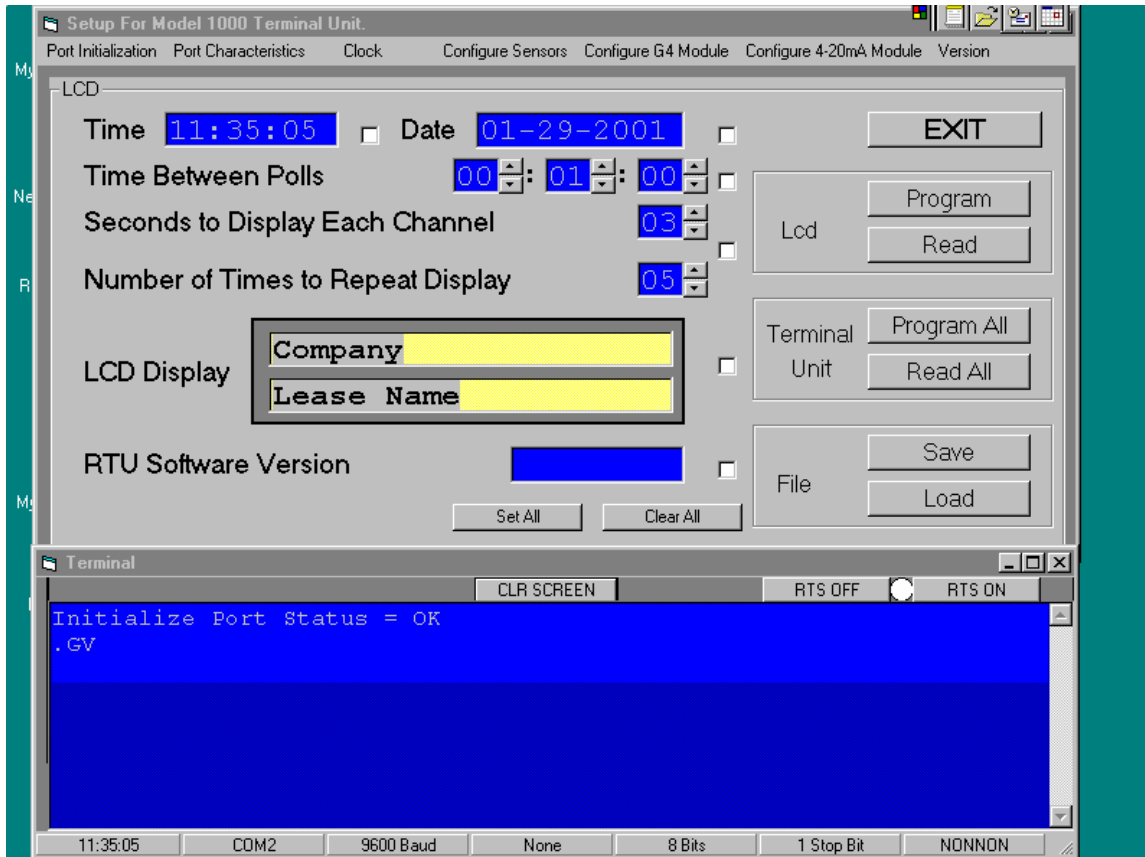 Setup For Model 1000 Terminal Unit.
Port Initialization Port Characteristics Clock Configure Sensors Configure G4 Module Configure 4-20mA Module Version
My
LCD
Time 11:35:05 Date 01-29-2001 EXIT
Time Between Polls 00 : 01 : 00
Ne
Seconds to Display Each Channel 03
Lcd Program
Read
R
Number of Times to Repeat Display 05
LCD Display Company
Lease Name
Terminal Unit Program All
Read All
RTU Software Version
File Save
Load
My
Set All Clear All
Terminal
CLR SCREEN RTS OFF RTS ON
Initialize Port Status = OK
.GV
11:35:05 COM2 9600 Baud None 8 Bits 1 Stop Bit NONNON